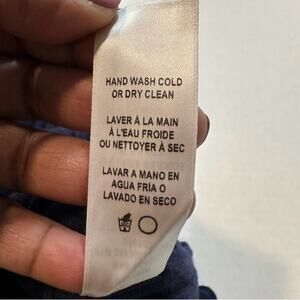 HAND WASH COLD
OR DRY CLEAN
LAVER À LA MAIN
À L'EAU FROIDE
OU NETTOYER À SEC
LAVAR A MANO EN
AGUA FRÍA O
LAVADO EN SECO